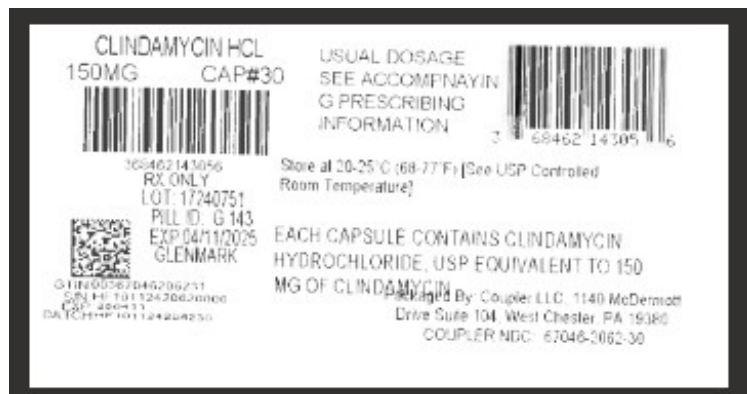 CLINDAMYCIN HCL
150MG CAP#30
368462143056
RX ONLY
LOT: 17240751
PILL ID: G 143
EXP 04/11/2025
GLENMARK
USUAL DOSAGE
SEE ACCOMPNAYIN
G PRESCRIBING
INFORMATION
3 68462 14305 6
Store at 20-25°C (68-77°F) [See USP Controlled
Room Temperature]
EACH CAPSULE CONTAINS CLINDAMYCIN
HYDROCHLORIDE, USP EQUIVALENT TO 150
MG OF CLINDAMYCIN
Packaged By: Coupler LLC, 1140 McDermott
Drive Suite 104, West Chester, PA 19380
COUPLER NDC: 67046-2062-30